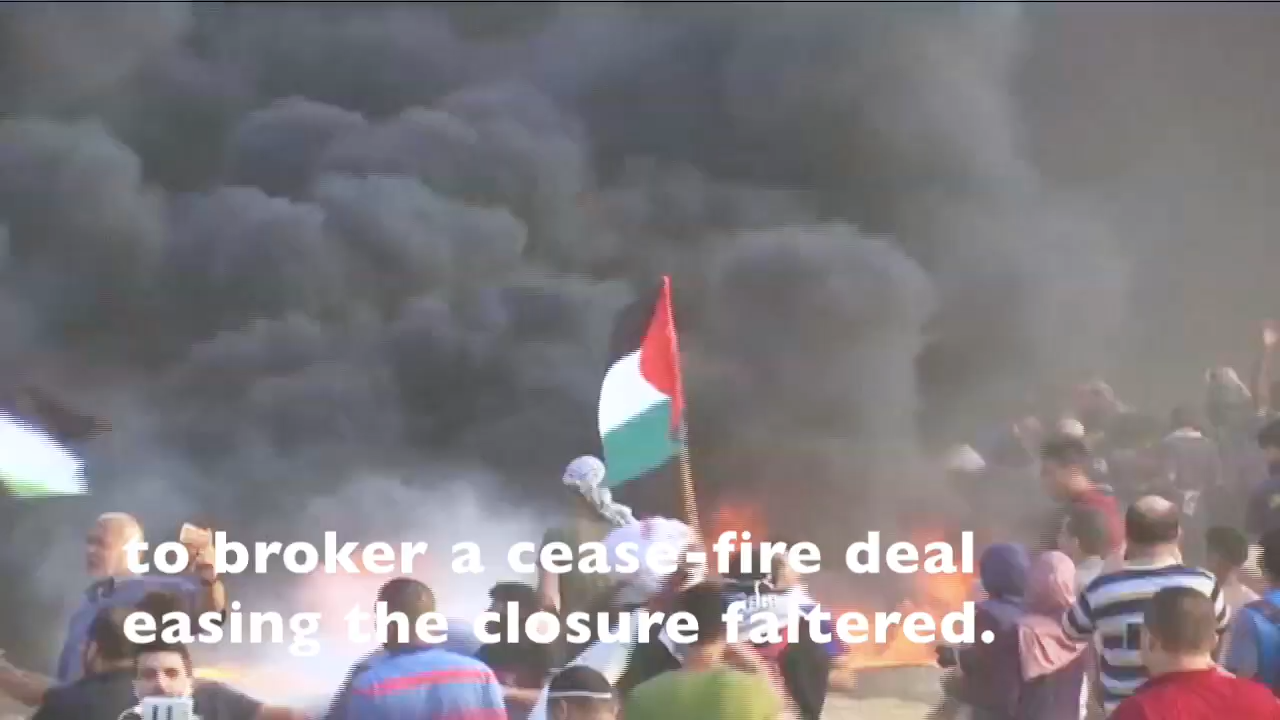 to broker a cease-fire deal
easing the closure faltered.